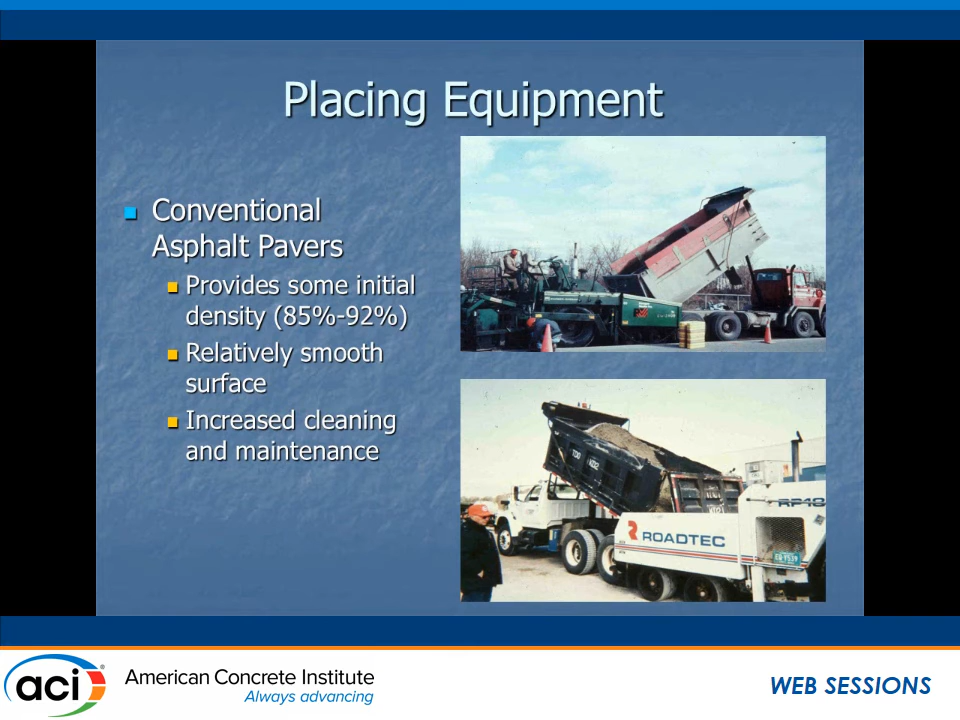 Placing Equipment
Conventional
Asphalt Pavers
Provides some initial
density (85%-92%)
Relatively smooth
surface
Increased cleaning
and maintenance
ROADTEC
aci
®
American Concrete Institute
Always advancing
WEB SESSIONS